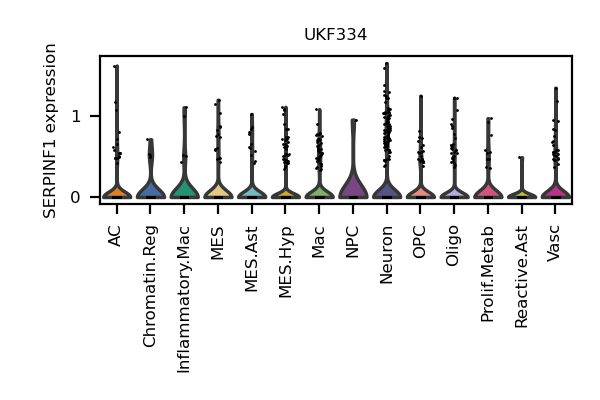 UKF334
SERPINF1 expression
1
0
AC
Chromatin.Reg
Inflammatory.Mac
MES
MES.Ast
MES.Hyp
Mac
NPC
Neuron
OPC
Oligo
Prolif.Metab
Reactive.Ast
Vasc